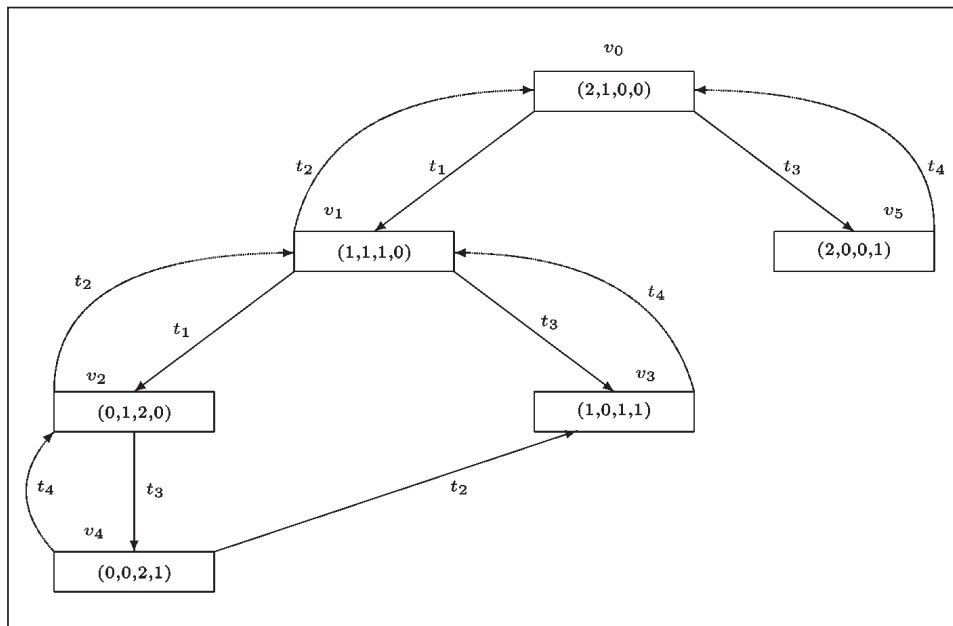 v0
(2,1,0,0)
t2
t1
t3
t4
v1
v5
(1,1,1,0)
(2,0,0,1)
t2
t1
t3
t4
v2
v3
(0,1,2,0)
(1,0,1,1)
t4
t3
t2
v4
(0,0,2,1)